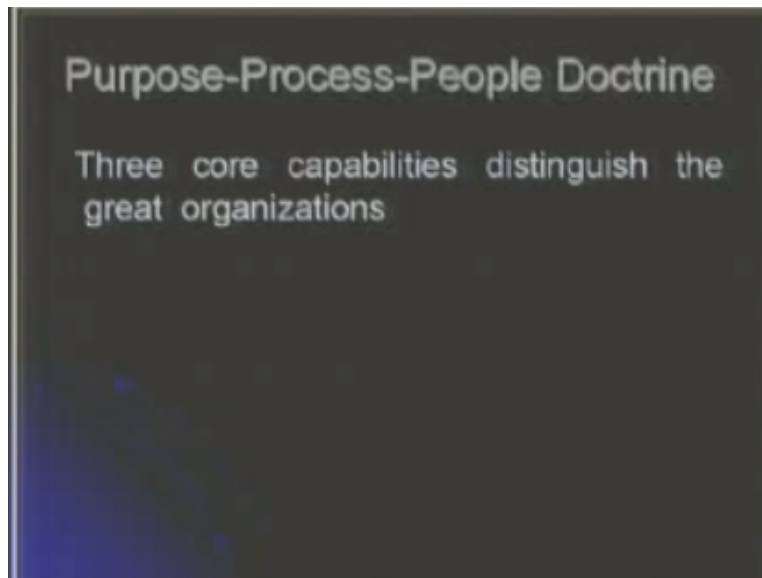 Purpose-Process-People Doctrine
Three core capabilities distinguish the
great organizations